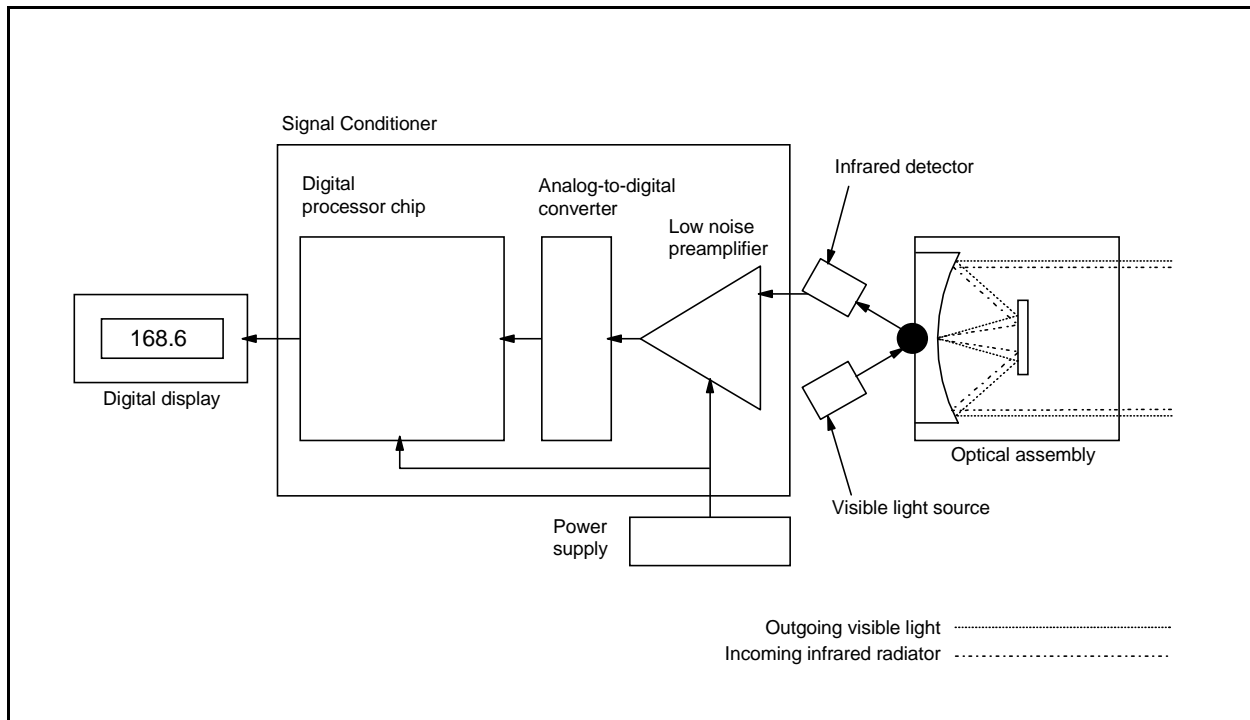 Signal Conditioner
Digital
processor chip
Analog-to-digital
converter
Low noise
preamplifier
Infrared detector
168.6
Digital display
Optical assembly
Visible light source
Power
supply
Outgoing visible light
Incoming infrared radiator